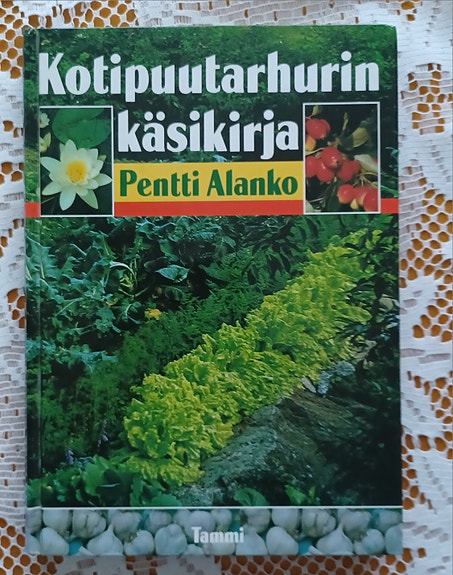 Kotipuutarhurin
käsikirja
Pentti Alanko
Tammi